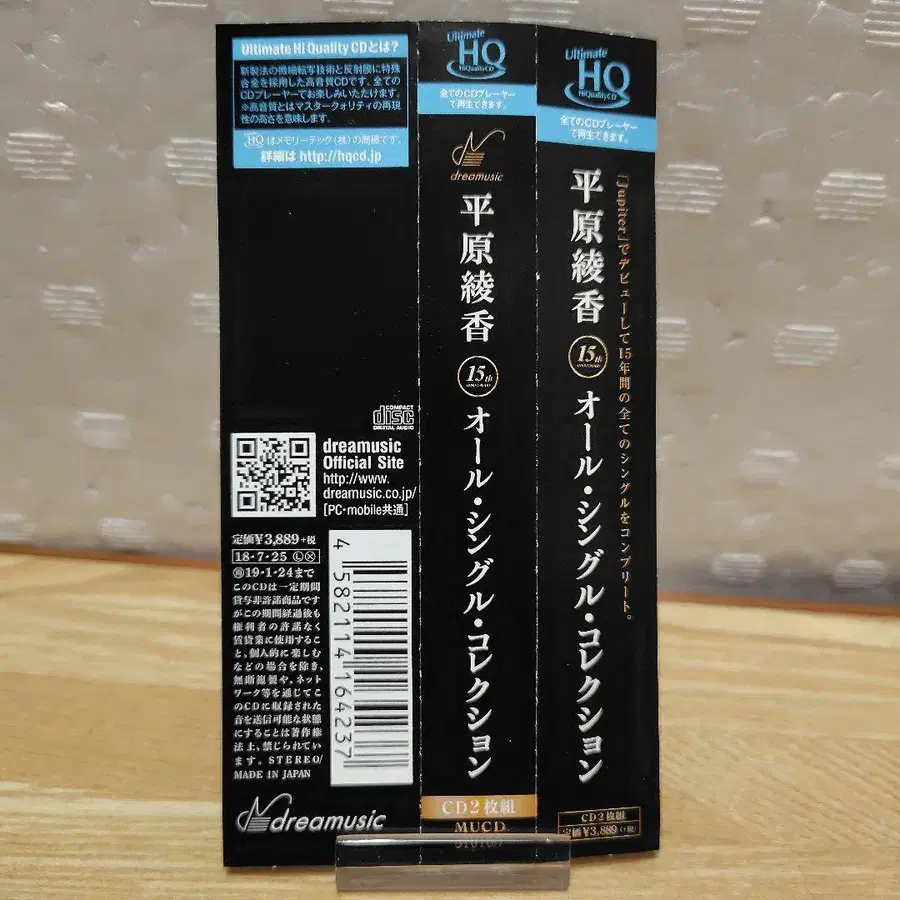 Ultimate Hi Quality CDとは?
新製法の微細転写技術と反射膜に特殊
合金を採用した高音質CDです。全ての
CDプレーヤーでお楽しみいただけます。
※高音質とはマスタークォリティの再現
性の高さを意味します。
HQはメモリーテック(株)の商標です。
詳細は http://hqcd.jp
COMPACT
disc
DIGITAL AUDIO
dreamusic
Official Site
http://www.
dreamusic.co.jp/
[PC・mobile共通]
定価¥3,889+税
18・7・25 Ⓛ
19・1・24まで
このCDは一定期間
貸与非許諾商品です
がこの期間経過後も
権利者の許諾なく
賃貸業に使用するこ
と、個人的に楽しむ
などの場合を除き、
無断複製や、ネット
ワーク等を通じてこ
のCDに収録された
音を送信可能な状態
にすることは著作権
法上、禁じられてい
ます。STEREO/
MADE IN JAPAN
4 582114 164237
dreamusic
Ultimate
HQ
HiQualityCD
全てのCDプレーヤー
で再生できます。
dreamusic
平原綾香
15th
オール・シングル・コレクション
CD2枚組
MUCD
Ultimate
HQ
HiQualityCD
全てのCDプレーヤー
で再生できます。
「Jupiter」でデビューして15年間の全てのシングルをコンプリート。
平原綾香
15th
オール・シングル・コレクション
CD2枚組
定価¥3,889(+税)